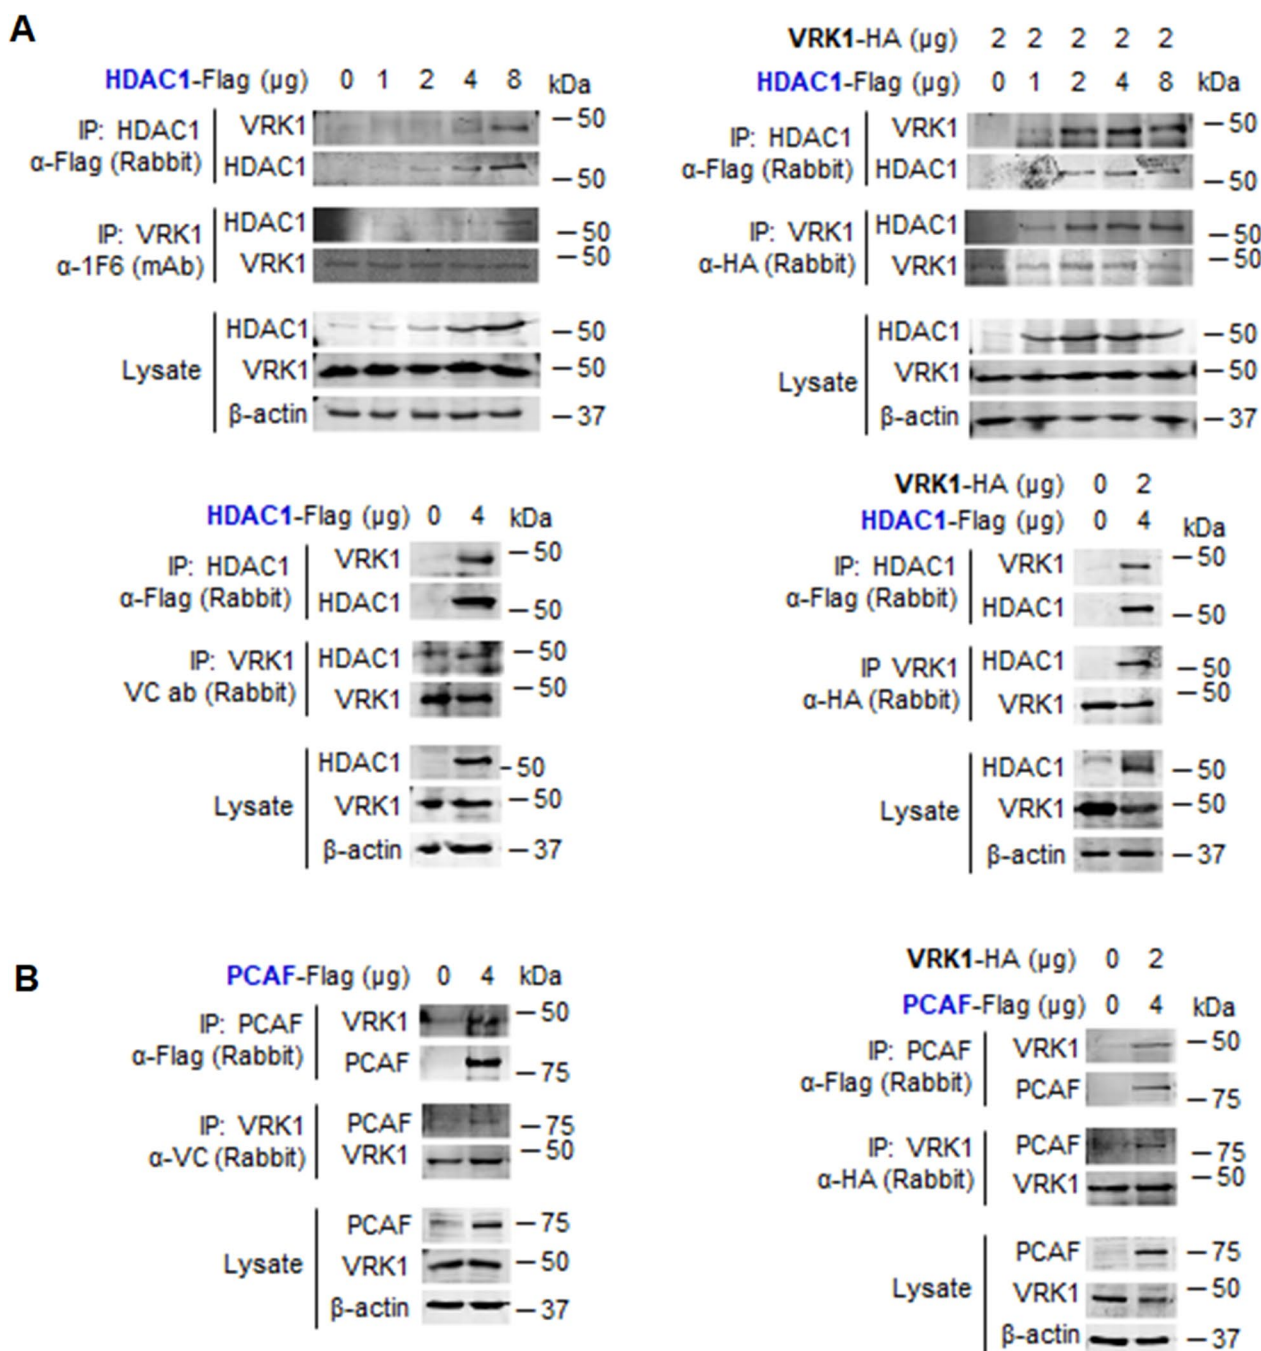 A
HDAC1-Flag (µg) 0 1 2 4 8 kDa
IP: HDAC1
α-Flag (Rabbit)
VRK1 – 50
HDAC1 – 50
IP: VRK1
α-1F6 (mAb)
HDAC1 – 50
VRK1 – 50
Lysate
HDAC1 – 50
VRK1 – 50
β-actin – 37
VRK1-HA (µg) 2 2 2 2 2
HDAC1-Flag (µg) 0 1 2 4 8 kDa
IP: HDAC1
α-Flag (Rabbit)
VRK1 – 50
HDAC1 – 50
IP: VRK1
α-HA (Rabbit)
HDAC1 – 50
VRK1 – 50
Lysate
HDAC1 – 50
VRK1 – 50
β-actin – 37
HDAC1-Flag (µg) 0 4 kDa
IP: HDAC1
α-Flag (Rabbit)
VRK1 – 50
HDAC1 – 50
IP: VRK1
VC ab (Rabbit)
HDAC1 – 50
VRK1 – 50
Lysate
HDAC1 - 50
VRK1 – 50
β-actin – 37
VRK1-HA (µg) 0 2
HDAC1-Flag (µg) 0 4 kDa
IP: HDAC1
α-Flag (Rabbit)
VRK1 – 50
HDAC1 – 50
IP VRK1
α-HA (Rabbit)
HDAC1 – 50
VRK1 – 50
Lysate
HDAC1 – 50
VRK1 – 50
β-actin – 37
B
PCAF-Flag (µg) 0 4 kDa
IP: PCAF
α-Flag (Rabbit)
VRK1 – 50
PCAF – 75
IP: VRK1
α-VC (Rabbit)
PCAF – 75
VRK1 – 50
Lysate
PCAF – 75
VRK1 – 50
β-actin – 37
VRK1-HA (µg) 0 2
PCAF-Flag (µg) 0 4 kDa
IP: PCAF
α-Flag (Rabbit)
VRK1 – 50
PCAF – 75
IP: VRK1
α-HA (Rabbit)
PCAF – 75
VRK1 – 50
Lysate
PCAF – 75
VRK1 – 50
β-actin – 37